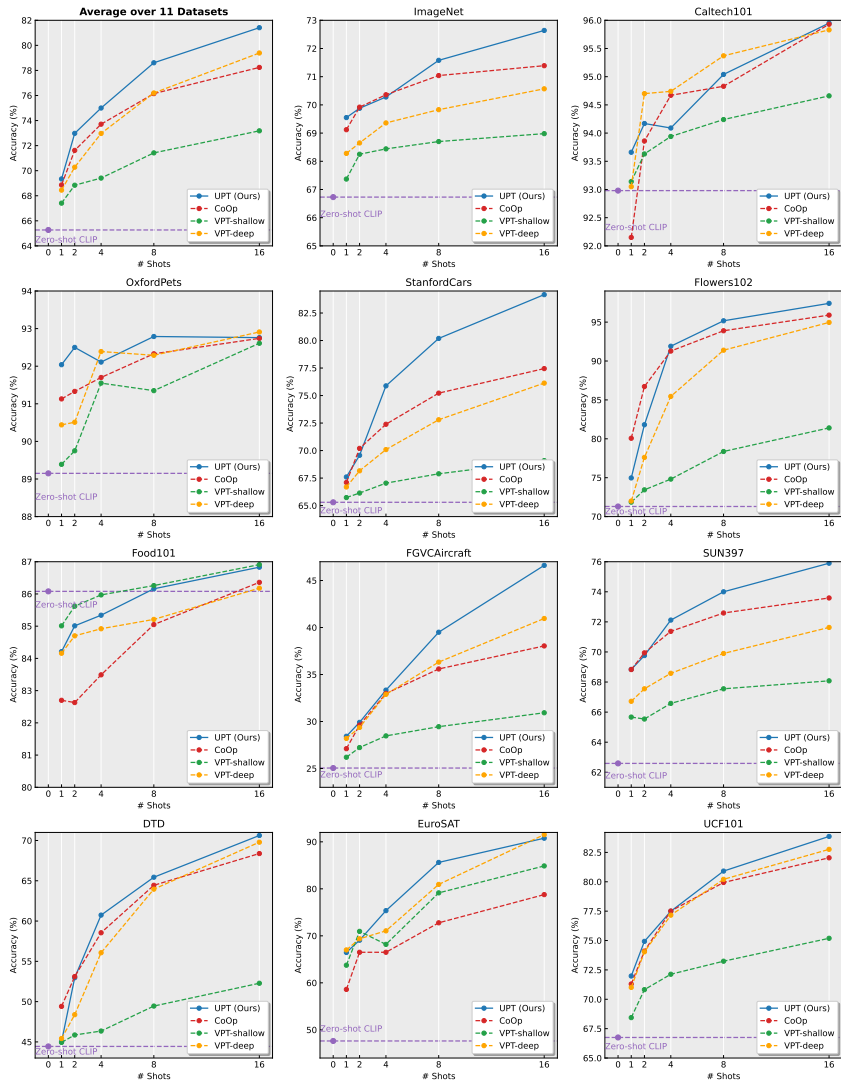 Average over 11 Datasets
82
80
78
76
74
72
70
68
66
64
Accuracy (%)
Zero-shot CLIP
UPT (Ours)
CoOp
VPT-shallow
VPT-deep
0 1 2 4 8 16
# Shots
ImageNet
73
72
71
70
69
68
67
66
65
Accuracy (%)
Zero-shot CLIP
UPT (Ours)
CoOp
VPT-shallow
VPT-deep
0 1 2 4 8 16
# Shots
Caltech101
96.0
95.5
95.0
94.5
94.0
93.5
93.0
92.5
92.0
Accuracy (%)
Zero-shot CLIP
UPT (Ours)
CoOp
VPT-shallow
VPT-deep
0 1 2 4 8 16
# Shots
OxfordPets
94
93
92
91
90
89
88
Accuracy (%)
Zero-shot CLIP
UPT (Ours)
CoOp
VPT-shallow
VPT-deep
0 1 2 4 8 16
# Shots
StanfordCars
82.5
80.0
77.5
75.0
72.5
70.0
67.5
65.0
Accuracy (%)
Zero-shot CLIP
UPT (Ours)
CoOp
VPT-shallow
VPT-deep
0 1 2 4 8 16
# Shots
Flowers102
95
90
85
80
75
70
Accuracy (%)
Zero-shot CLIP
UPT (Ours)
CoOp
VPT-shallow
VPT-deep
0 1 2 4 8 16
# Shots
Food101
87
86
85
84
83
82
81
80
Accuracy (%)
Zero-shot CLIP
UPT (Ours)
CoOp
VPT-shallow
VPT-deep
0 1 2 4 8 16
# Shots
FGVCAircraft
45
40
35
30
25
Accuracy (%)
Zero-shot CLIP
UPT (Ours)
CoOp
VPT-shallow
VPT-deep
0 1 2 4 8 16
# Shots
SUN397
76
74
72
70
68
66
64
62
Accuracy (%)
Zero-shot CLIP
UPT (Ours)
CoOp
VPT-shallow
VPT-deep
0 1 2 4 8 16
# Shots
DTD
70
65
60
55
50
45
Accuracy (%)
Zero-shot CLIP
UPT (Ours)
CoOp
VPT-shallow
VPT-deep
0 1 2 4 8 16
# Shots
EuroSAT
90
80
70
60
50
Accuracy (%)
Zero-shot CLIP
UPT (Ours)
CoOp
VPT-shallow
VPT-deep
0 1 2 4 8 16
# Shots
UCF101
82.5
80.0
77.5
75.0
72.5
70.0
67.5
65.0
Accuracy (%)
Zero-shot CLIP
UPT (Ours)
CoOp
VPT-shallow
VPT-deep
0 1 2 4 8 16
# Shots